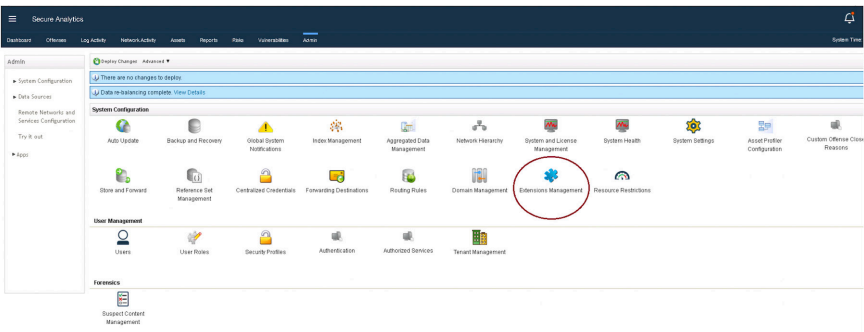 Secure Analytics
Dashboard Offenses Log Activity Network Activity Assets Reports Risks Vulnerabilities Admin System Time
Admin
System Configuration
Data Sources
Remote Networks and
Services Configuration
Try it out
Apps
Deploy Changes Advanced
There are no changes to deploy.
Data re-balancing complete. View Details
System Configuration
Auto Update
Backup and Recovery
Global System
Notifications
Index Management
Aggregated Data
Management
Network Hierarchy
System and License
Management
System Health
System Settings
Asset Profiler
Configuration
Custom Offense Close
Reasons
Store and Forward
Reference Set
Management
Centralized Credentials
Forwarding Destinations
Routing Rules
Domain Management
Extensions Management
Resource Restrictions
User Management
Users
User Roles
Security Profiles
Authentication
Authorized Services
Tenant Management
Forensics
Suspect Content
Management